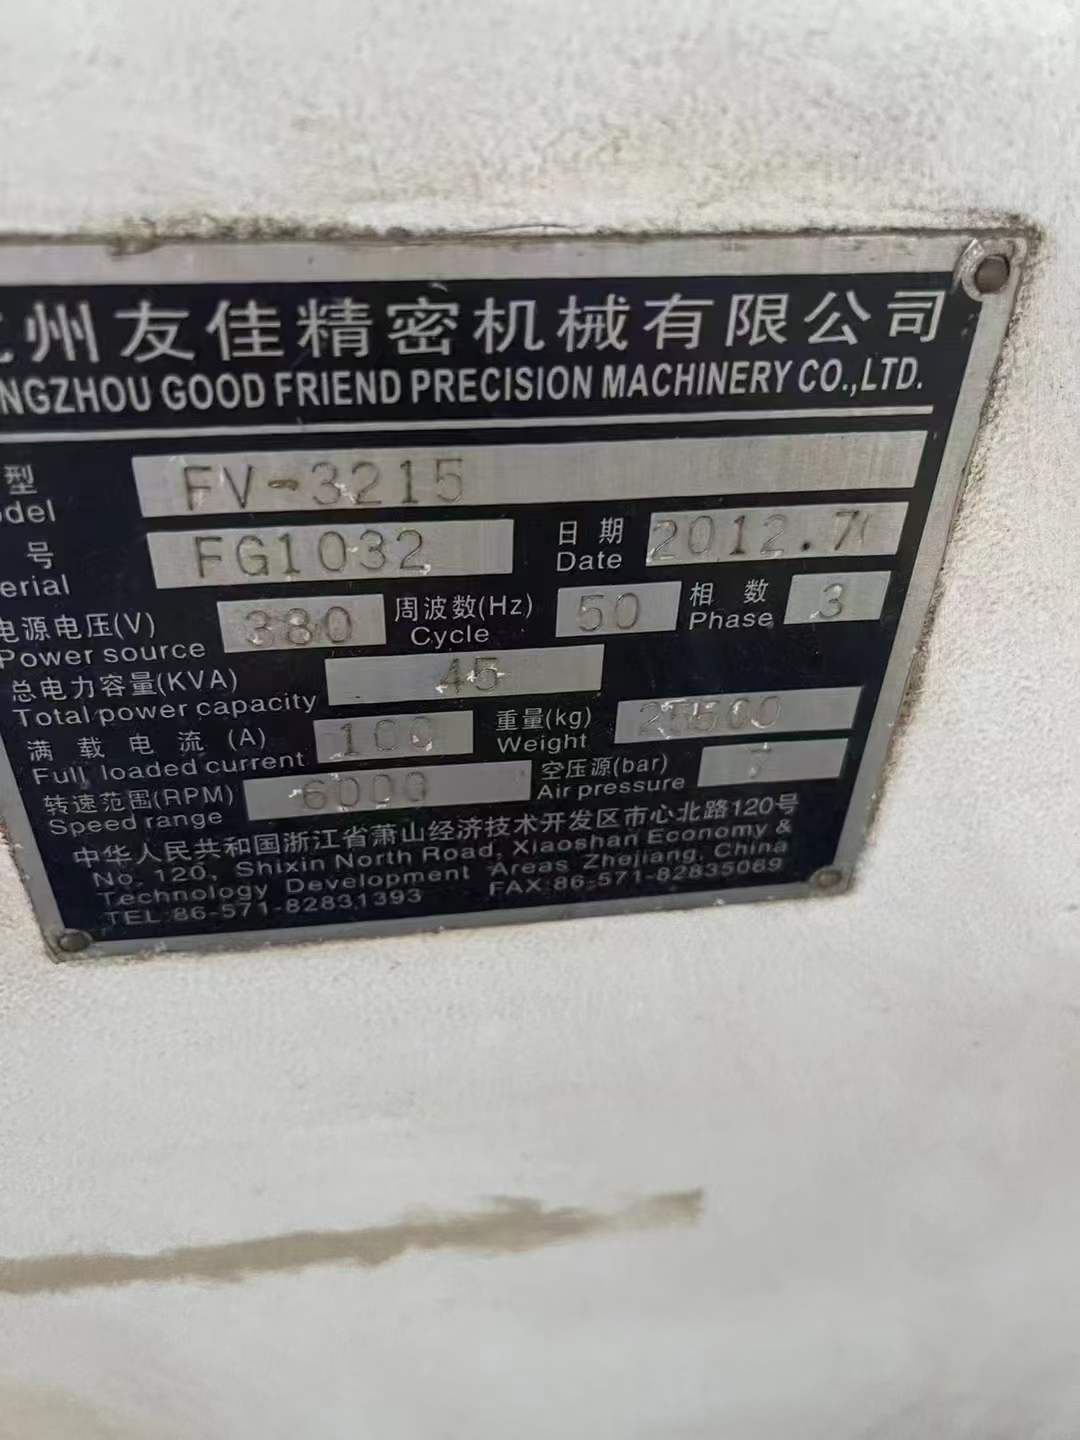 州友佳精密机械有限公司
NGZHOU GOOD FRIEND PRECISION MACHINERY CO.,LTD.
型 FV-3215
odel
号 FG1032 日期 2012.7
erial Date
电源电压(V) 380 周波数(Hz) 50 相数 3
Power source Cycle Phase
总电力容量(KVA) 45
Total power capacity
满载电流(A) 100 重量(kg) 25500
Full loaded current Weight
转速范围(RPM) 6000 空压源(bar) 7
Speed range Air pressure
中华人民共和国浙江省萧山经济技术开发区市心北路120号
No. 120, Shixin North Road, Xiaoshan Economy &
Technology Development Areas Zhejiang, China
TEL:86-571-82831393 FAX:86-571-82835069